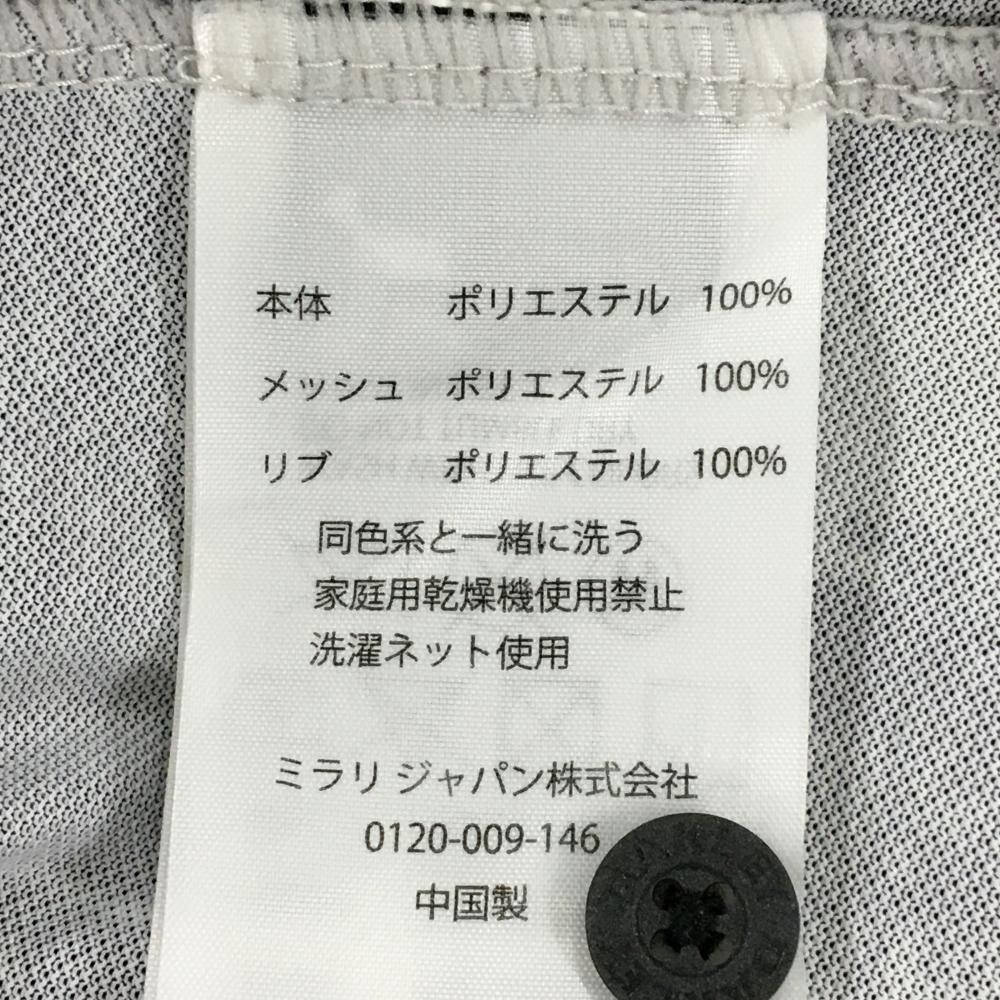 本体 ポリエステル 100%
メッシュ ポリエステル 100%
リブ ポリエステル 100%
同色系と一緒に洗う
家庭用乾燥機使用禁止
洗濯ネット使用
ミラリ ジャパン株式会社
0120-009-146
中国製